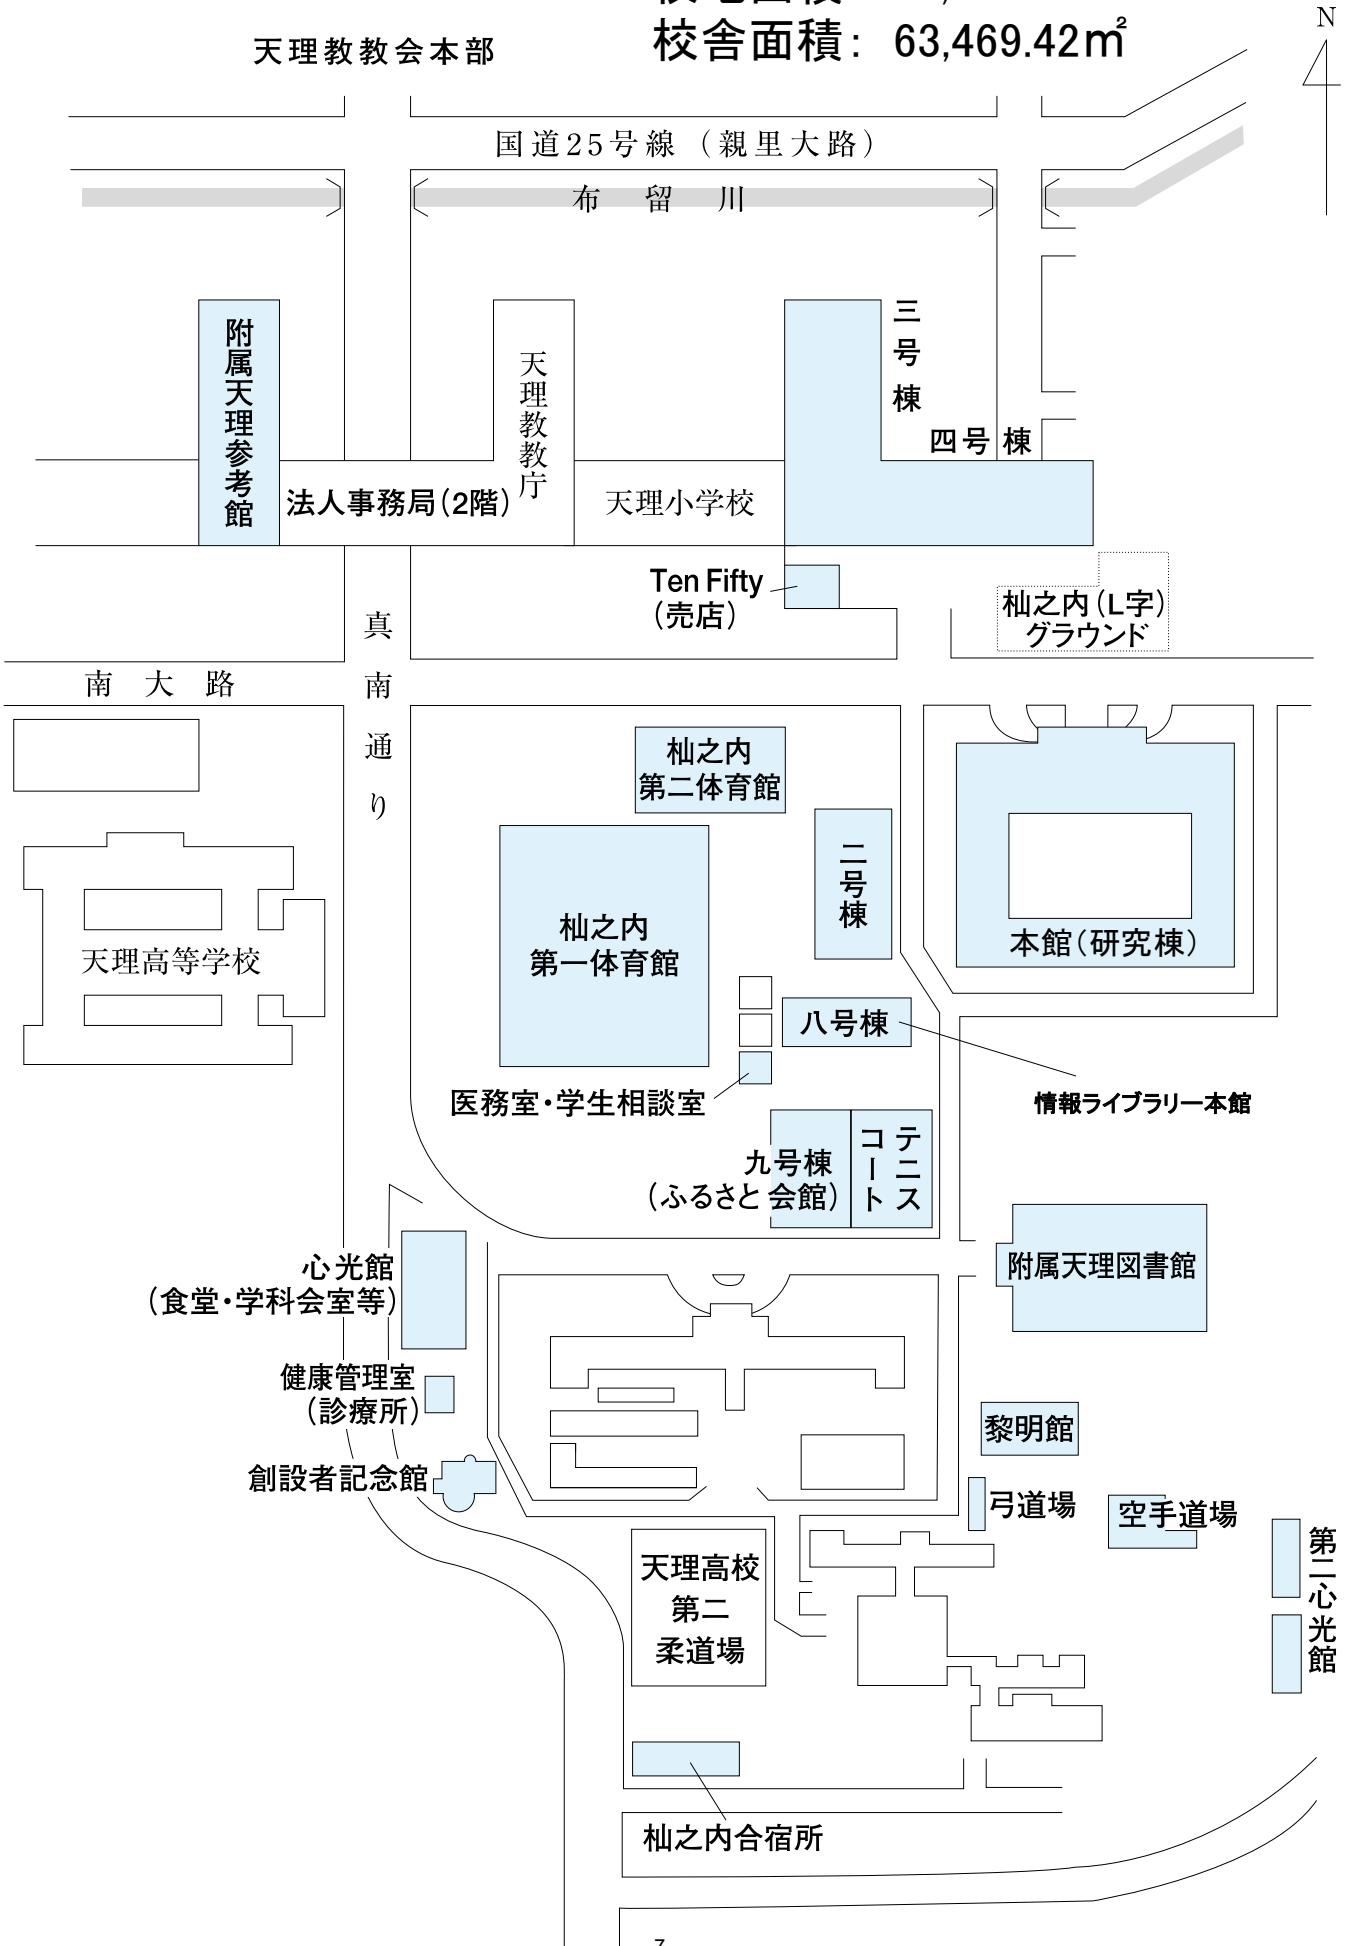 天理教教会本部
校舎面積： 63,469.42㎡
N
国道25号線（親里大路）
布留川
附属天理参考館
天理教教庁
三号棟
四号棟
法人事務局（2階）
天理小学校
Ten Fifty
（売店）
杣之内（L字）
グラウンド
真南通り
南大路
杣之内
第二体育館
二号棟
杣之内
第一体育館
本館（研究棟）
天理高等学校
八号棟
医務室・学生相談室
情報ライブラリー本館
九号棟
（ふるさと会館）
テニス
コート
心光館
（食堂・学科会室等）
附属天理図書館
健康管理室
（診療所）
黎明館
創設者記念館
弓道場
空手道場
第二心光館
天理高校
第二
柔道場
杣之内合宿所